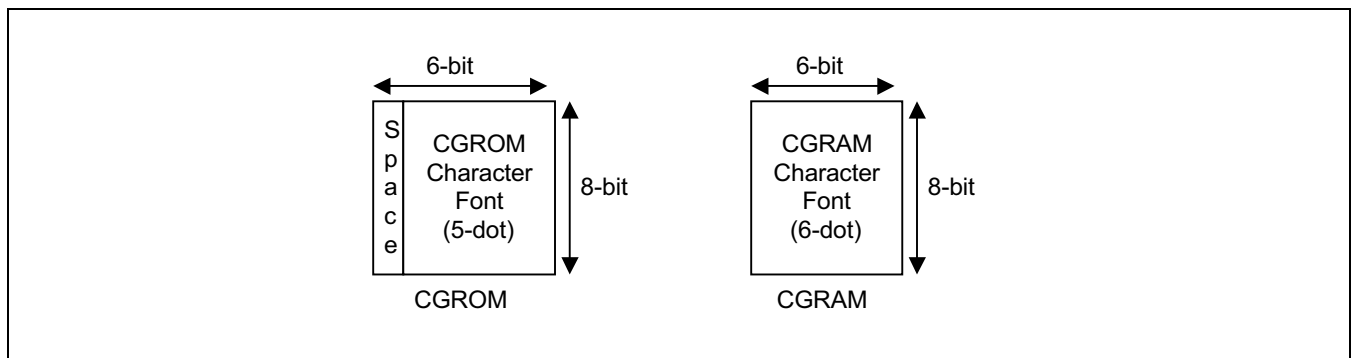 6-bit
S
p
a
c
e
CGROM
Character
Font
(5-dot)
8-bit
CGROM
6-bit
CGRAM
Character
Font
(6-dot)
8-bit
CGRAM